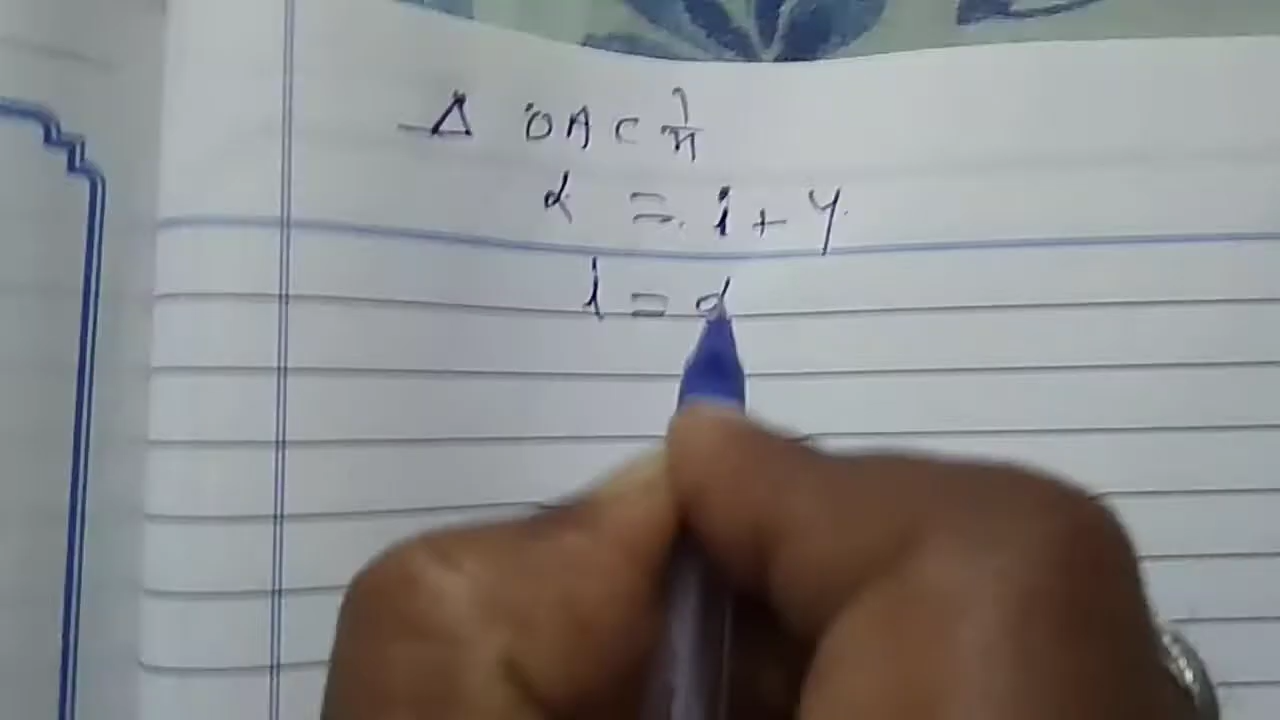 Δ OAC में
α = i + γ
i = α